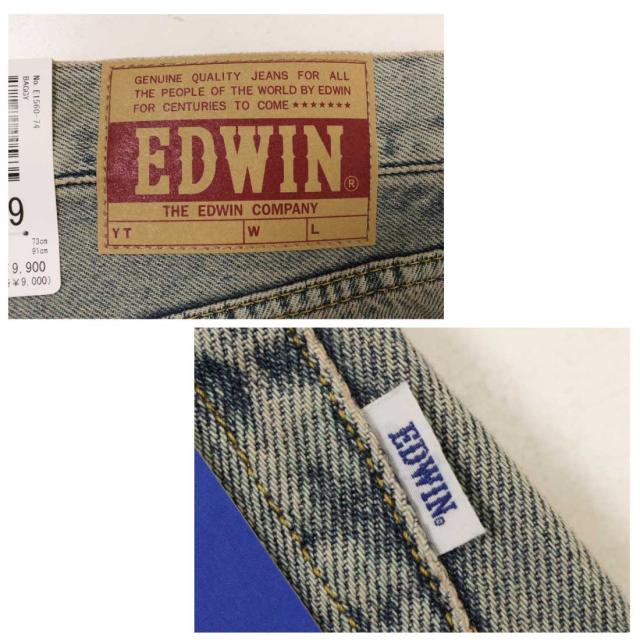 No. E1560-74
BAGGY
9
73cm
91cm
9,900
¥9,000)
GENUINE QUALITY JEANS FOR ALL
THE PEOPLE OF THE WORLD BY EDWIN
FOR CENTURIES TO COME ★★★★★★★
EDWIN®
THE EDWIN COMPANY
YT W L
EDWIN®